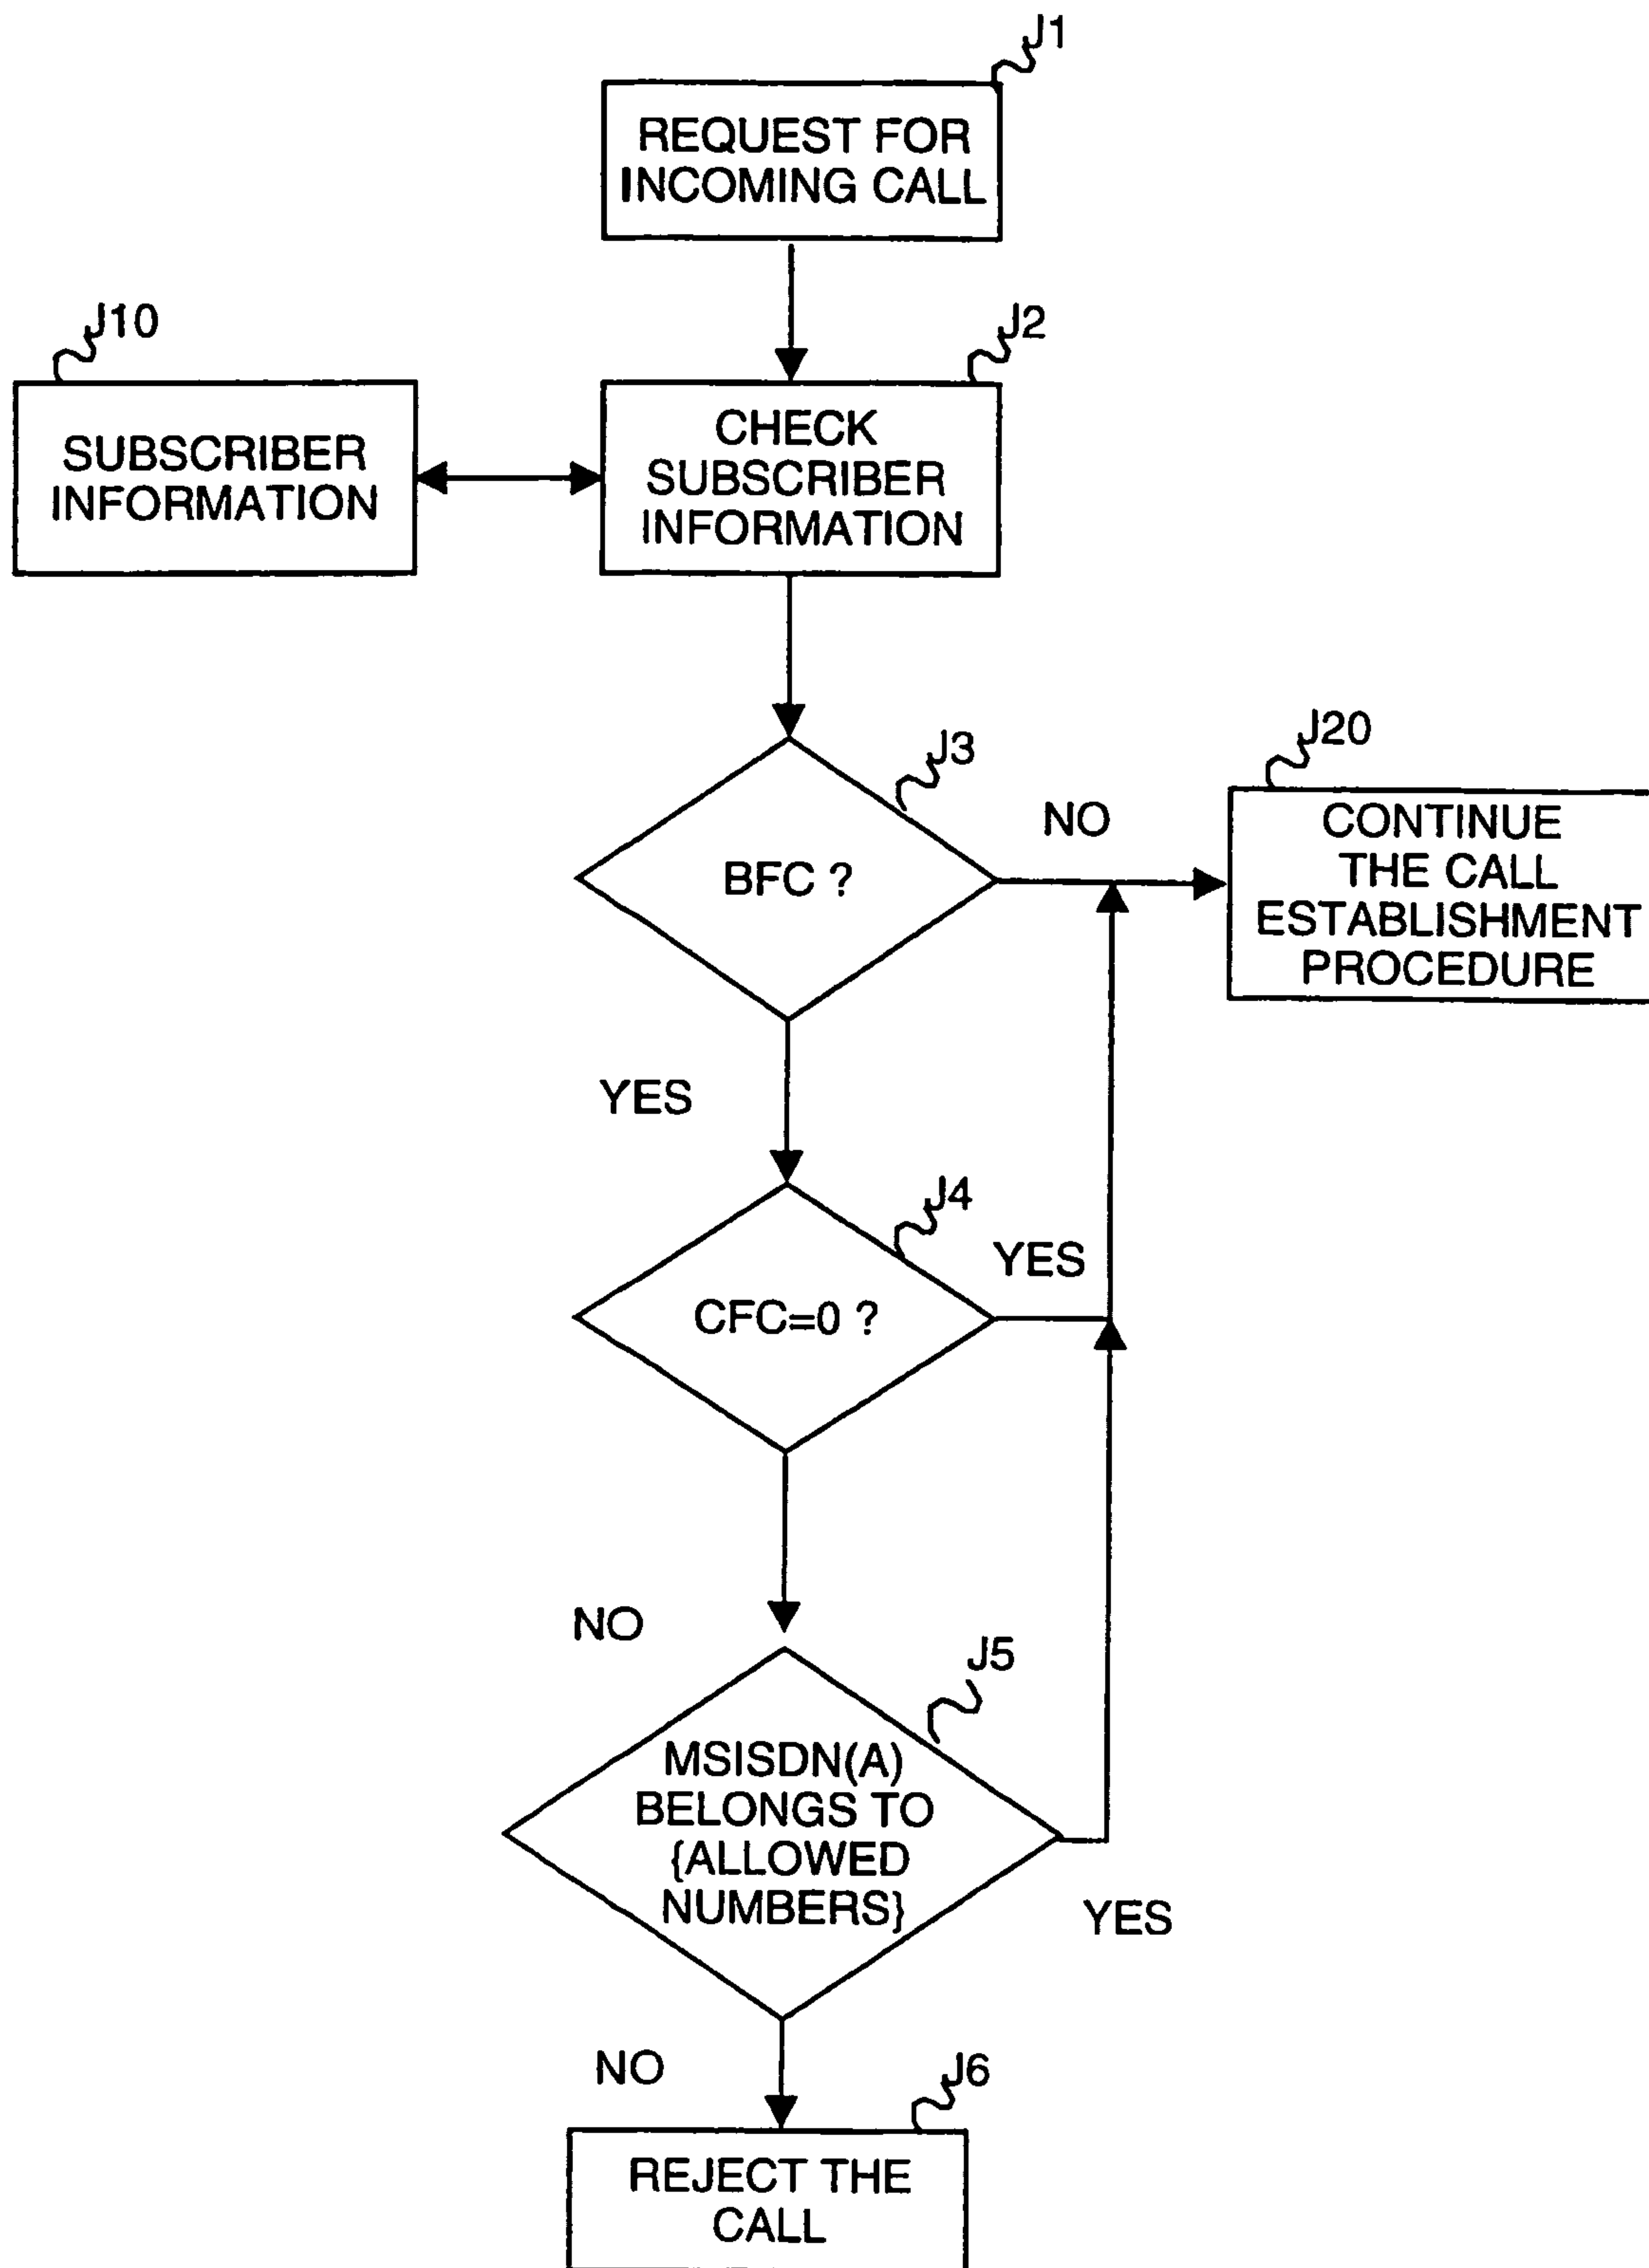 J1
REQUEST FOR
INCOMING CALL
J10
SUBSCRIBER
INFORMATION
J2
CHECK
SUBSCRIBER
INFORMATION
J3
BFC ?
NO
J20
CONTINUE
THE CALL
ESTABLISHMENT
PROCEDURE
YES
J4
CFC=0 ?
YES
NO
J5
MSISDN(A)
BELONGS TO
{ALLOWED
NUMBERS}
YES
NO
J6
REJECT THE
CALL